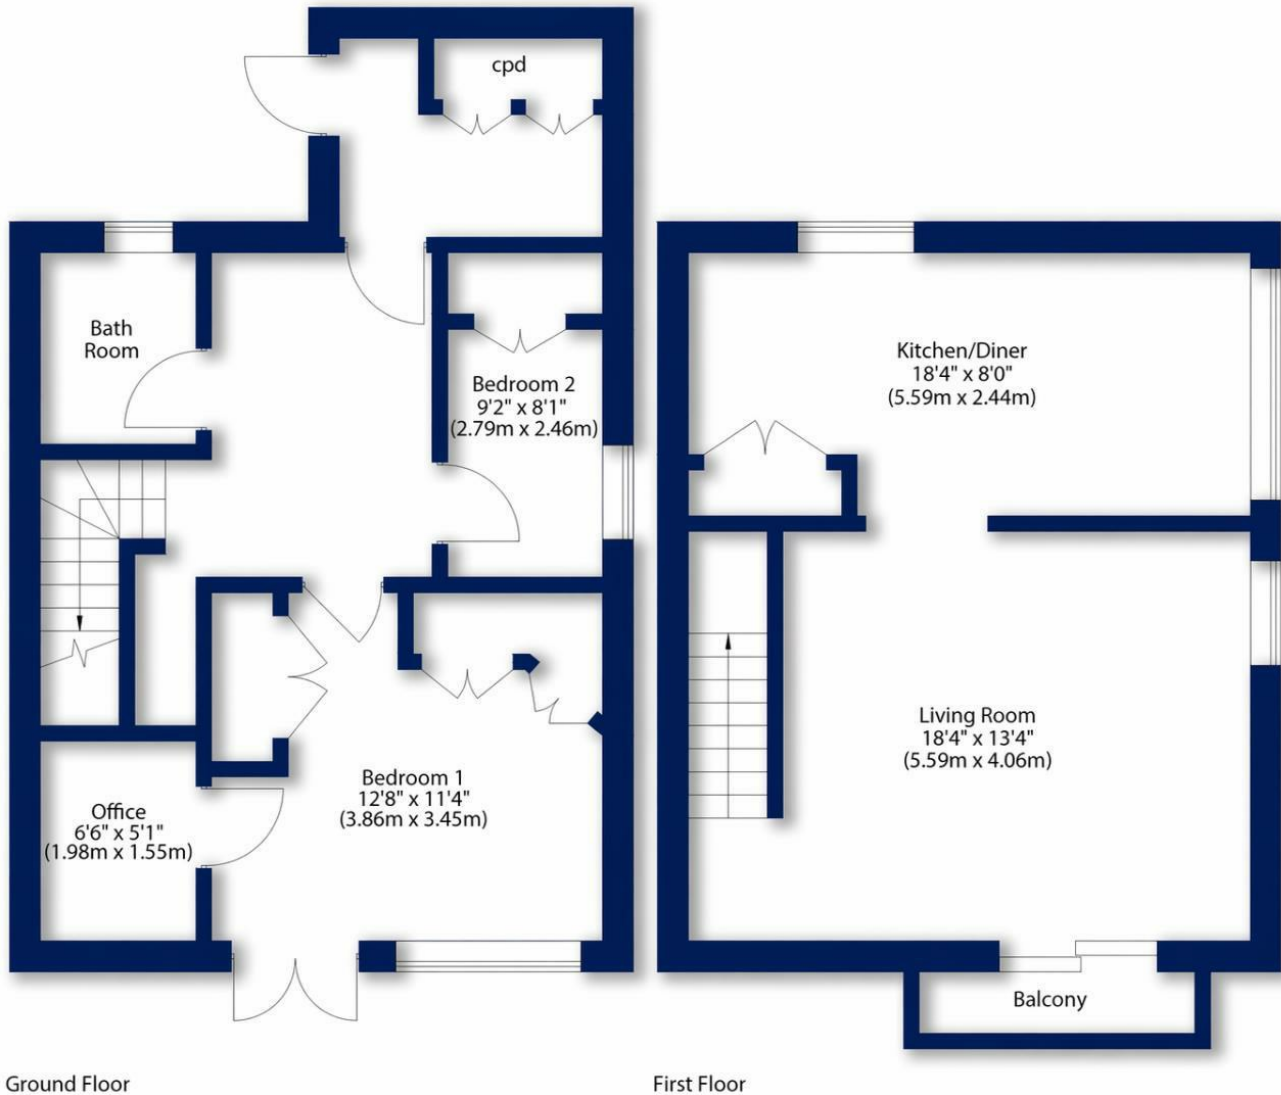 cpd
Bath
Room
Bedroom 2
9'2" x 8'1"
(2.79m x 2.46m)
Bedroom 1
12'8" x 11'4"
(3.86m x 3.45m)
Office
6'6" x 5'1"
(1.98m x 1.55m)
Ground Floor
Kitchen/Diner
18'4" x 8'0"
(5.59m x 2.44m)
Living Room
18'4" x 13'4"
(5.59m x 4.06m)
Balcony
First Floor